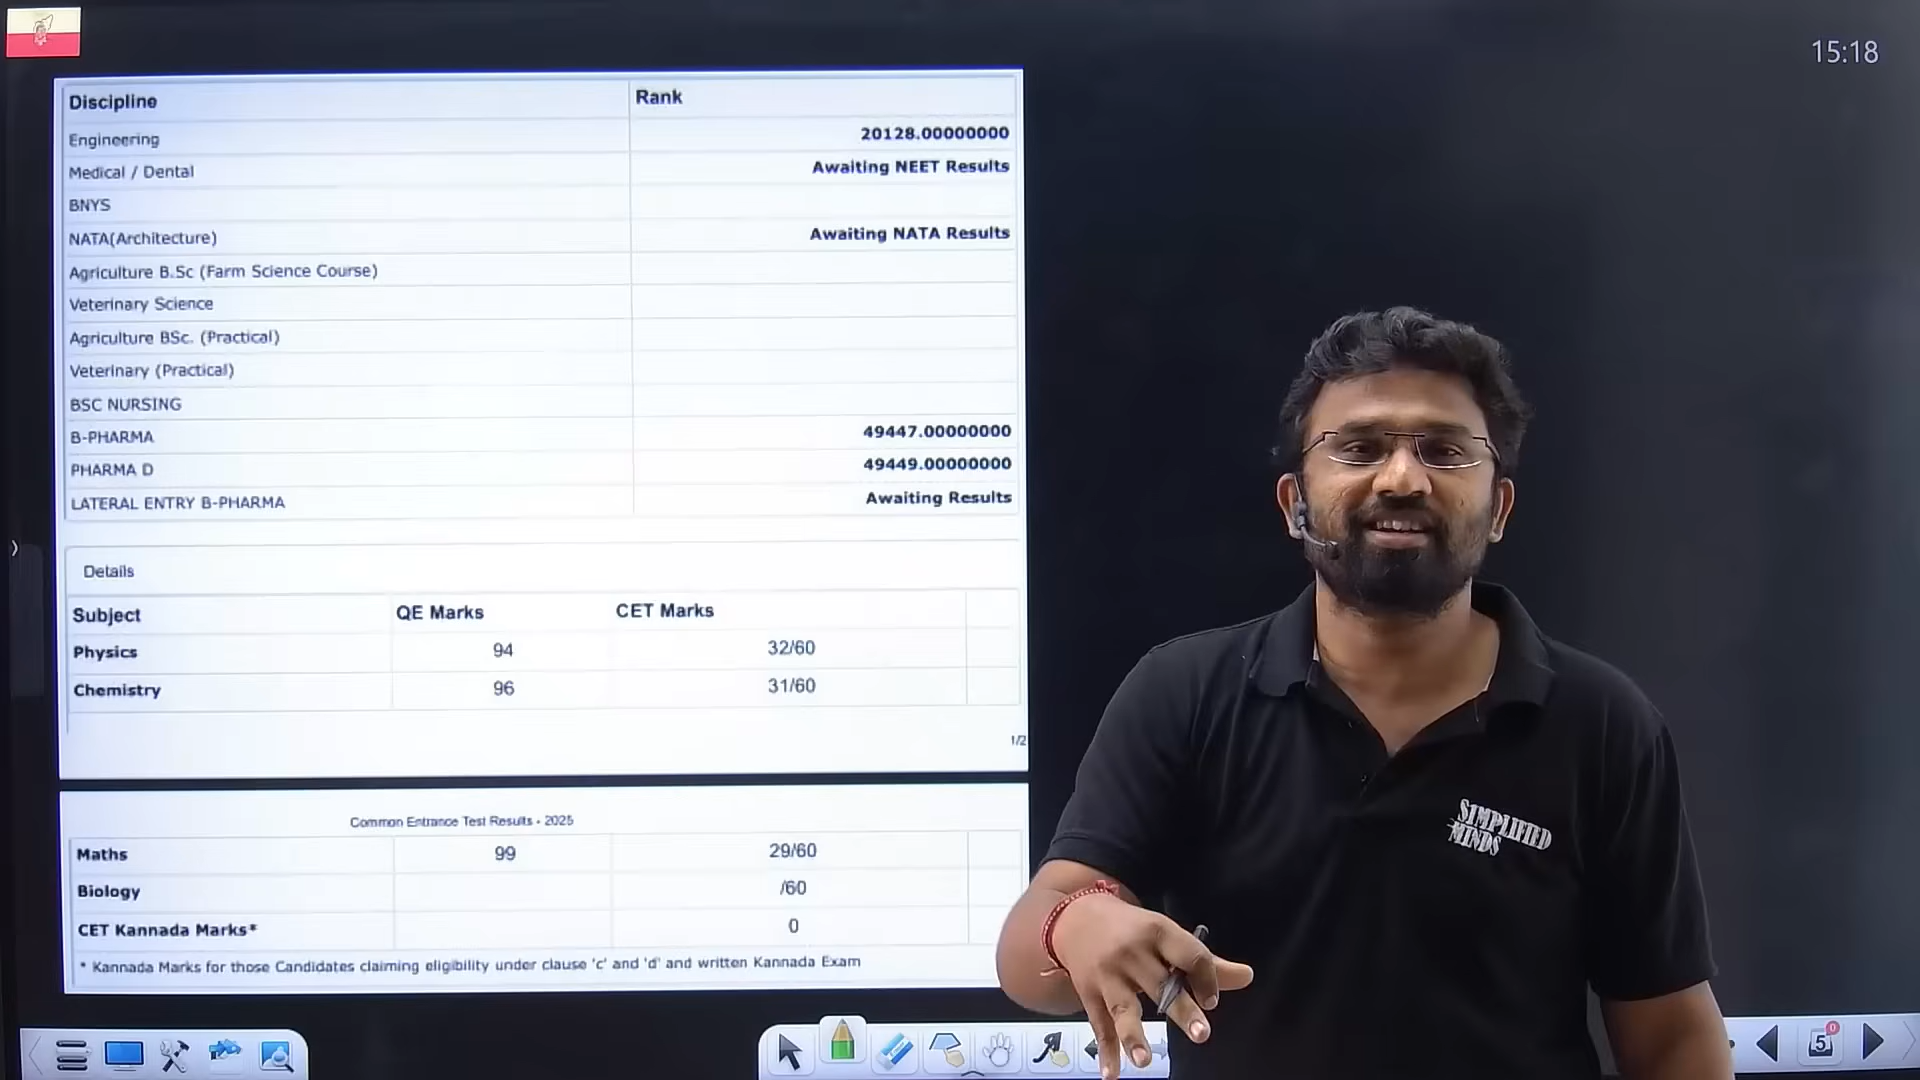 15:18
Discipline Rank
Engineering 20128.00000000
Medical / Dental Awaiting NEET Results
BNYS
NATA(Architecture) Awaiting NATA Results
Agriculture B.Sc (Farm Science Course)
Veterinary Science
Agriculture BSc. (Practical)
Veterinary (Practical)
BSC NURSING
B-PHARMA 49447.00000000
PHARMA D 49449.00000000
LATERAL ENTRY B-PHARMA Awaiting Results
Details
Subject QE Marks CET Marks
Physics 94 32/60
Chemistry 96 31/60
1/2
Common Entrance Test Results - 2025
Maths 99 29/60
Biology /60
CET Kannada Marks* 0
* Kannada Marks for those Candidates claiming eligibility under clause 'c' and 'd' and written Kannada Exam
SIMPLIFIED
MINDS
5
0